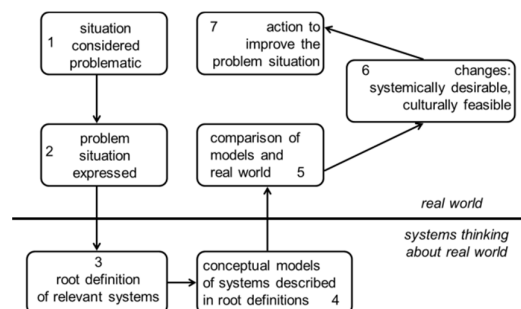 1 situation
considered
problematic
7 action to
improve the
problem situation
6 changes:
systemically desirable,
culturally feasible
2 problem
situation
expressed
comparison of
models and
real world 5
real world
systems thinking
about real world
3
root definition
of relevant systems
conceptual models
of systems described
in root definitions 4